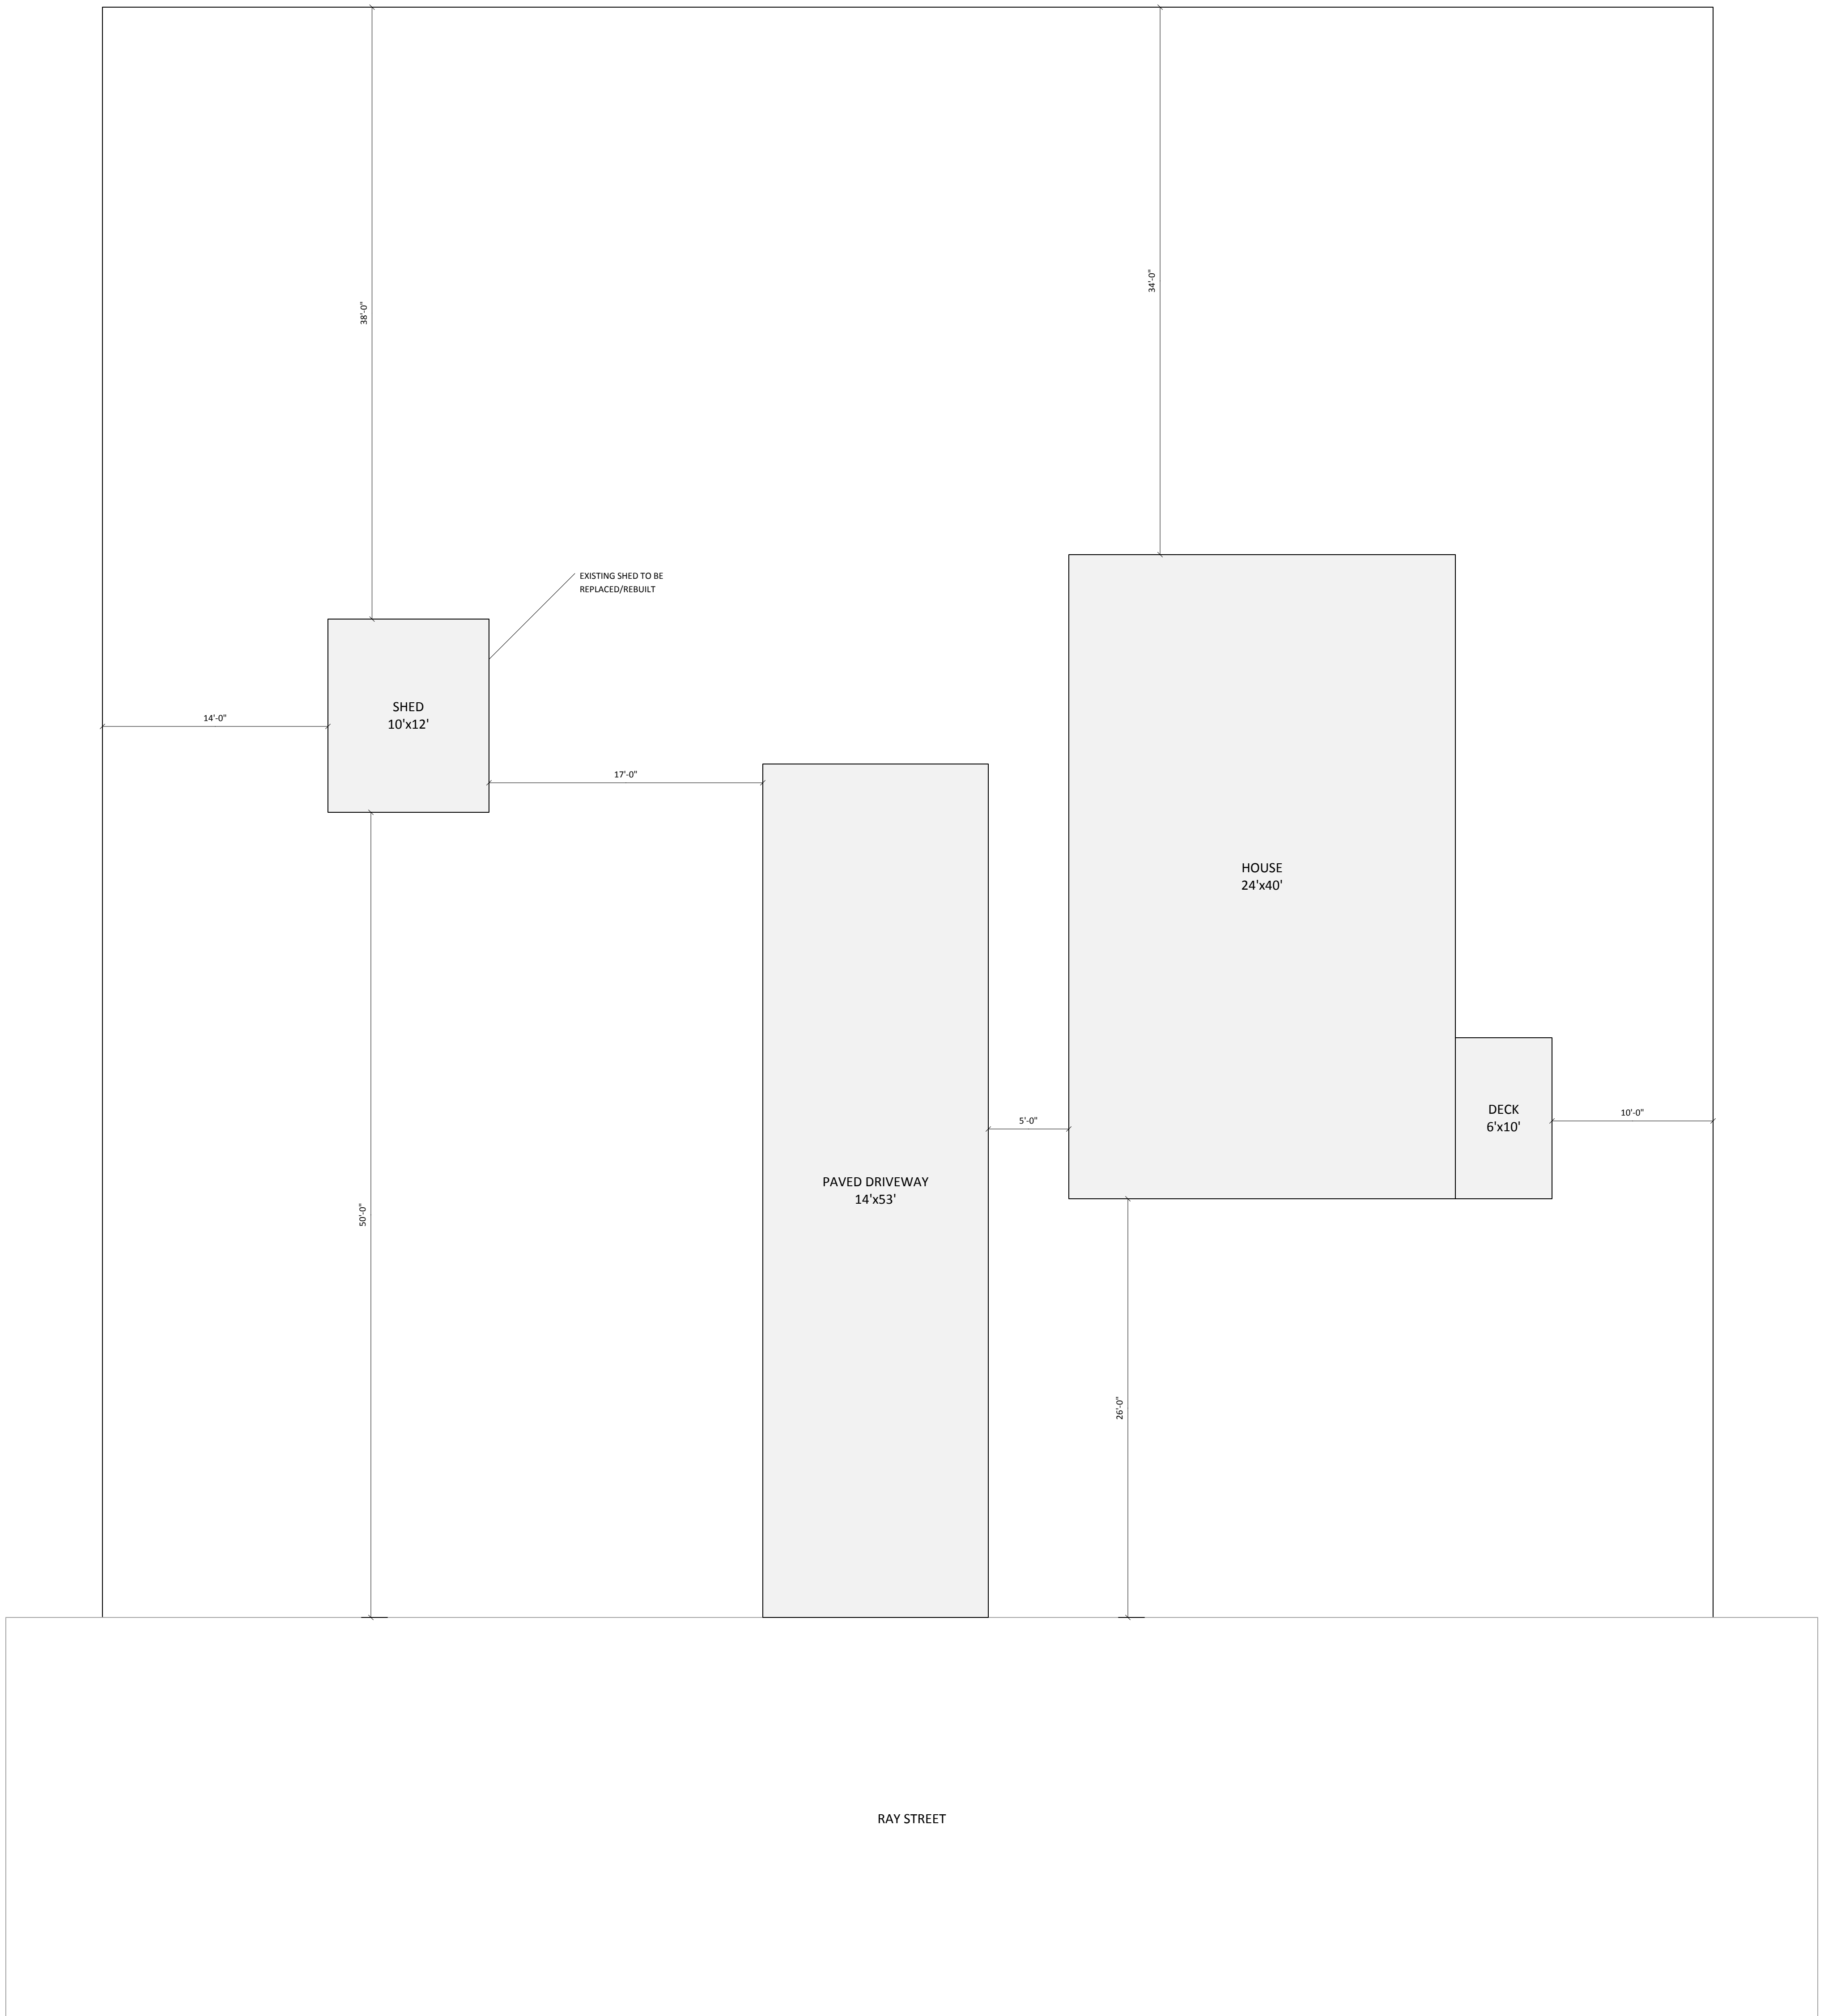 34'-0"
38'-0"
EXISTING SHED TO BE
REPLACED/REBUILT
SHED
10'x12'
14'-0"
17'-0"
HOUSE
24'x40'
DECK
6'x10'
10'-0"
5'-0"
PAVED DRIVEWAY
14'x53'
50'-0"
26'-0"
RAY STREET